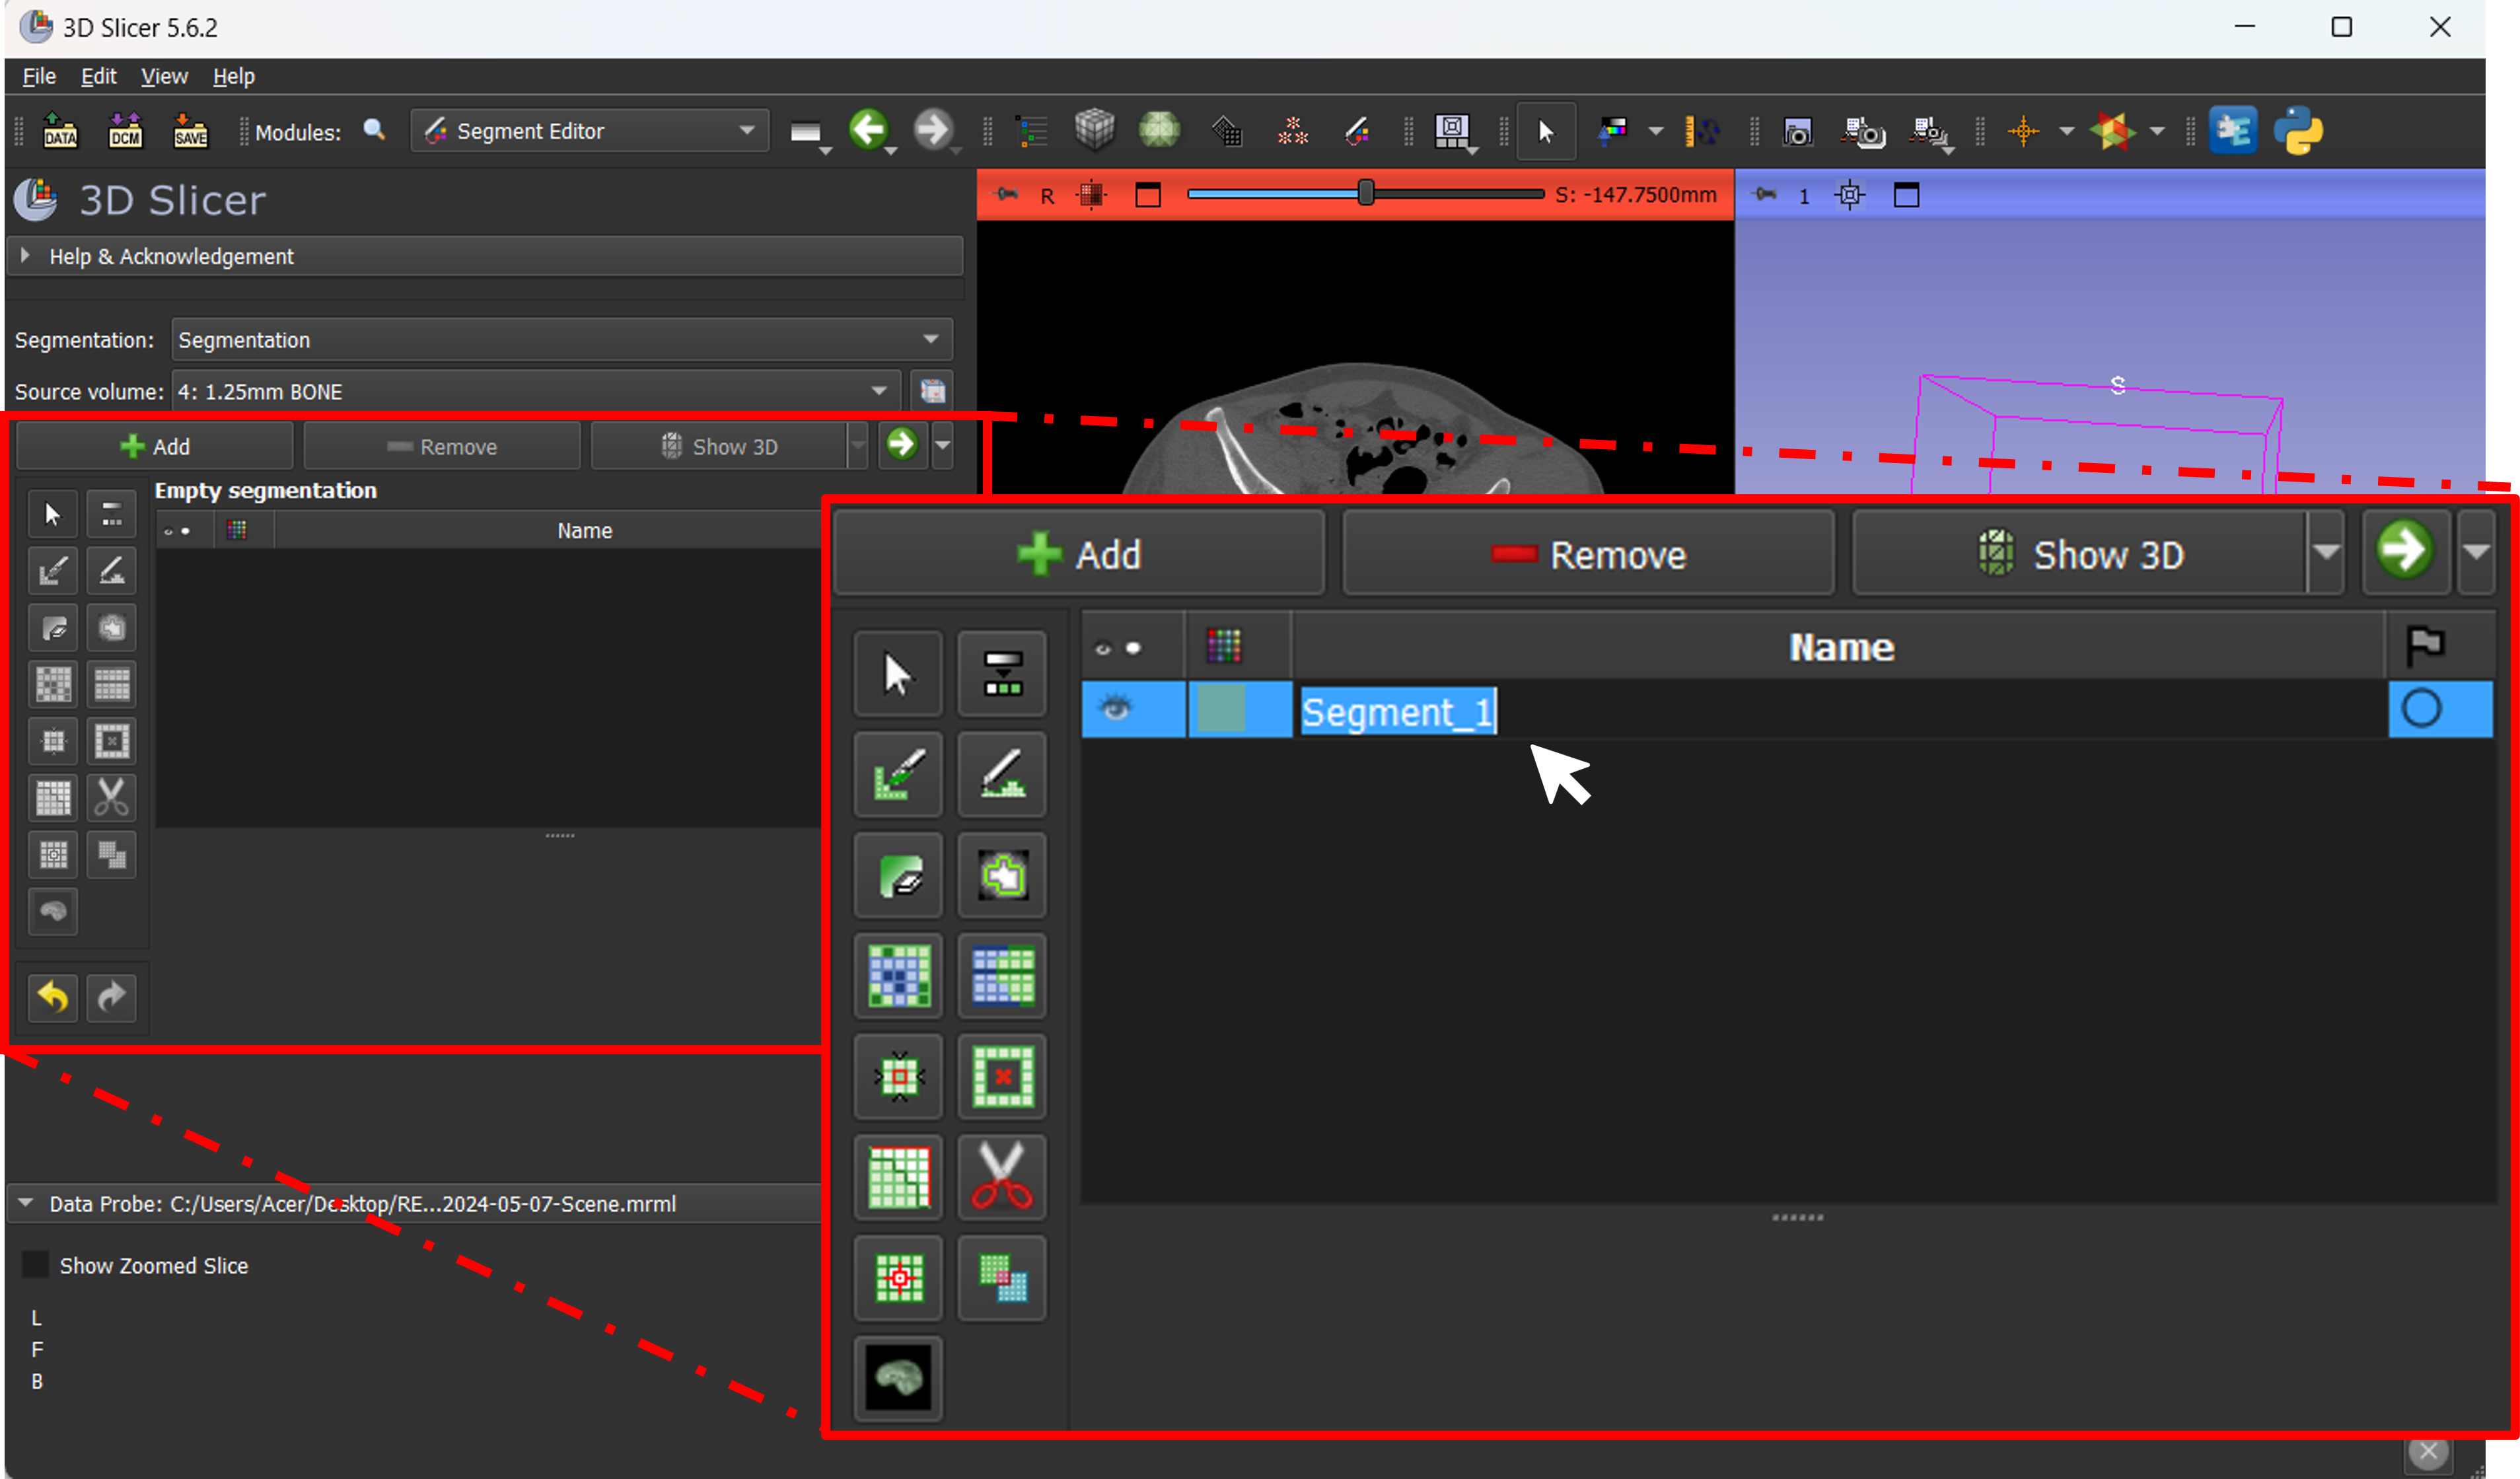 3D Slicer 5.6.2
File Edit View Help
DATA DCM SAVE Modules: Segment Editor
3D Slicer
R S: -147.7500mm 1
Help & Acknowledgement
Segmentation: Segmentation
Source volume: 4: 1.25mm BONE
S
Add Remove Show 3D
Empty segmentation
Name
Add Remove Show 3D
Name
Segment_1
Data Probe: C:/Users/Acer/Desktop/RE...2024-05-07-Scene.mrml
Show Zoomed Slice
L
F
B